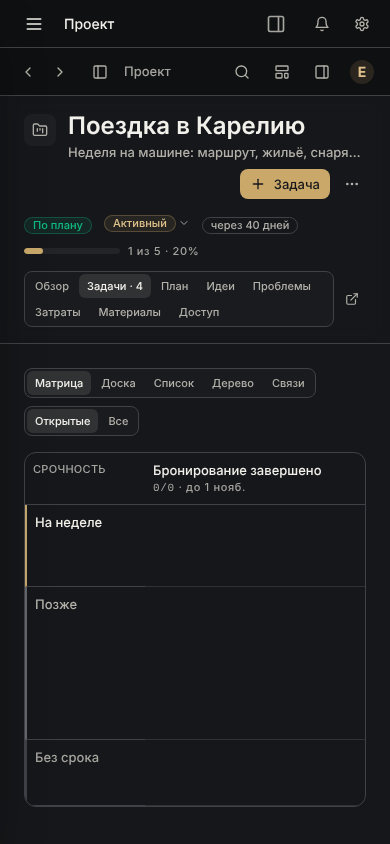 Проект
Проект
E
Поездка в Карелию
Неделя на машине: маршрут, жильё, снаря...
+ Задача
По плану
Активный
через 40 дней
1 из 5 · 20%
Обзор
Задачи · 4
План
Идеи
Проблемы
Затраты
Материалы
Доступ
Матрица
Доска
Список
Дерево
Связи
Открытые
Все
СРОЧНОСТЬ
Бронирование завершено
0/0 · до 1 нояб.
На неделе
Позже
Без срока